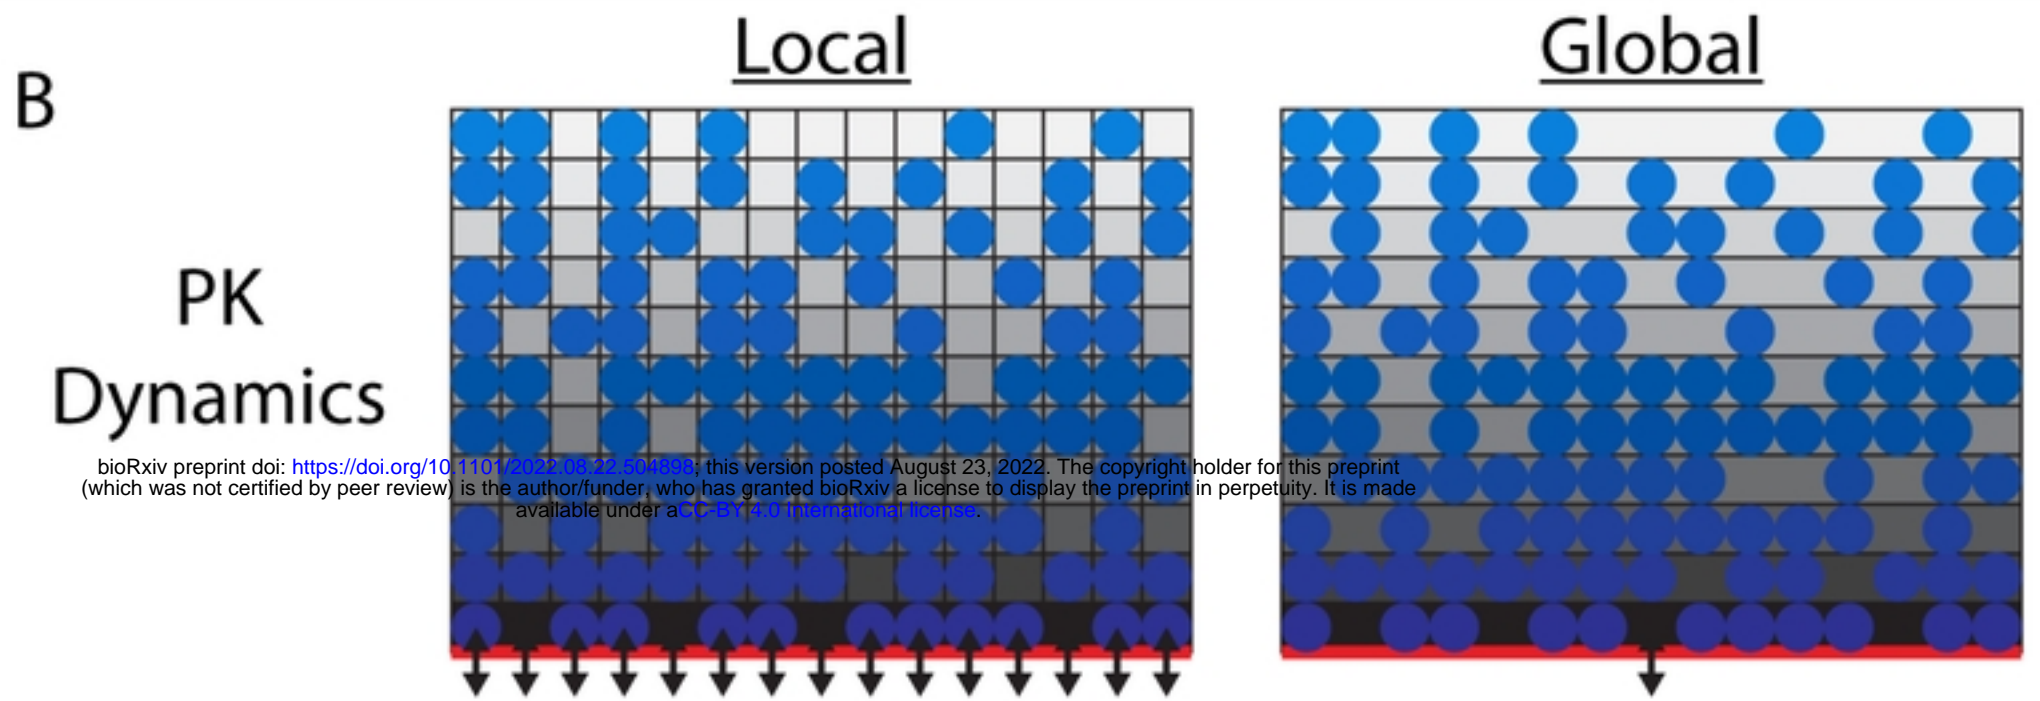 B
Local
Global
PK
Dynamics
bioRxiv preprint doi: https://doi.org/10.1101/2022.08.22.504898; this version posted August 23, 2022. The copyright holder for this preprint
(which was not certified by peer review) is the author/funder, who has granted bioRxiv a license to display the preprint in perpetuity. It is made
available under aCC-BY 4.0 International license.